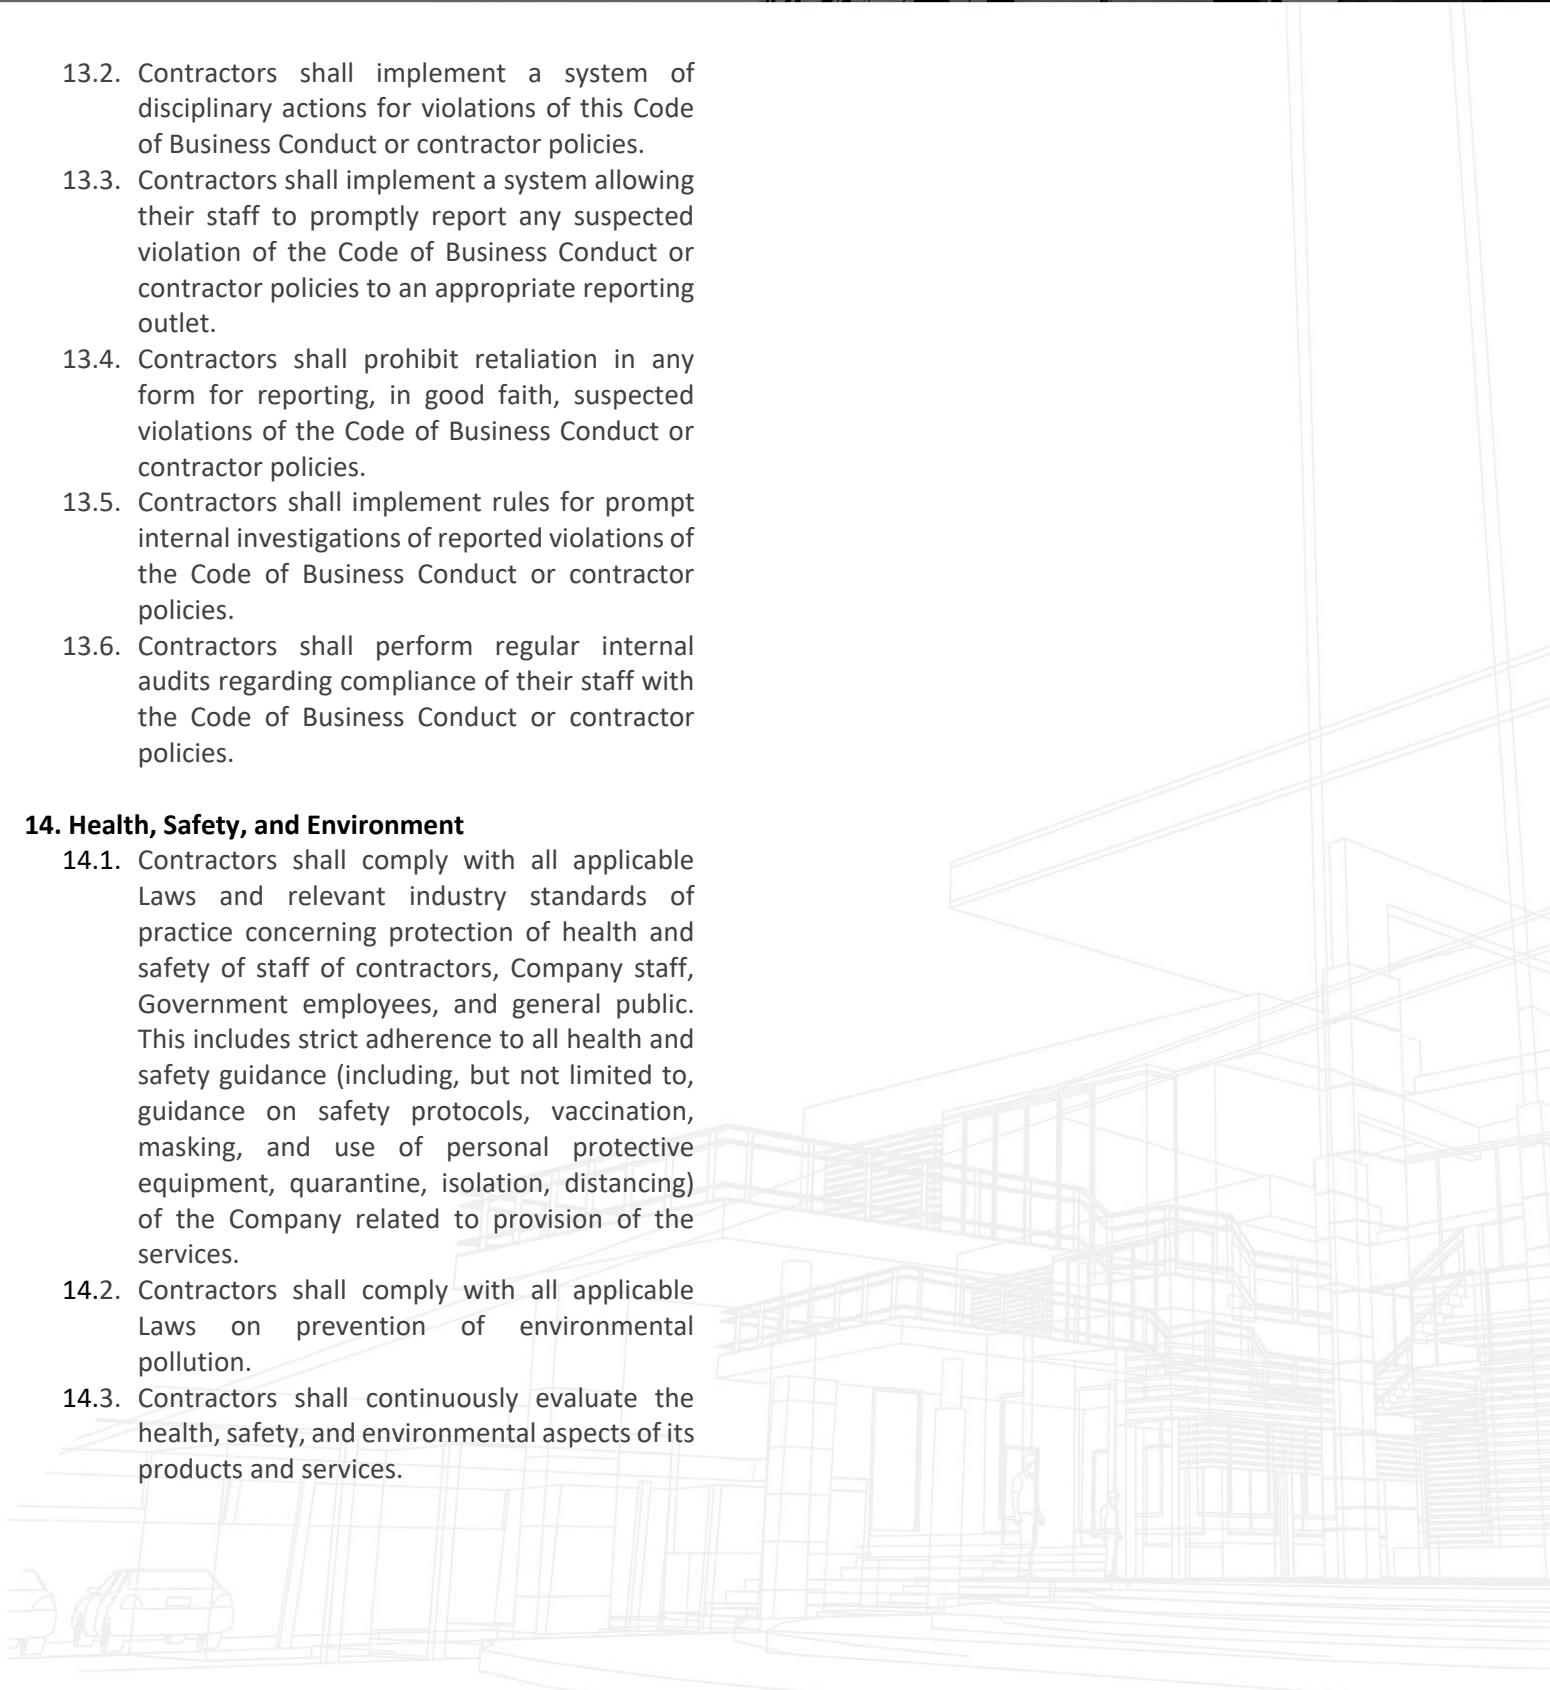 13.2. Contractors shall implement a system of
disciplinary actions for violations of this Code
of Business Conduct or contractor policies.
13.3. Contractors shall implement a system allowing
their staff to promptly report any suspected
violation of the Code of Business Conduct or
contractor policies to an appropriate reporting
outlet.
13.4. Contractors shall prohibit retaliation in any
form for reporting, in good faith, suspected
violations of the Code of Business Conduct or
contractor policies.
13.5. Contractors shall implement rules for prompt
internal investigations of reported violations of
the Code of Business Conduct or contractor
policies.
13.6. Contractors shall perform regular internal
audits regarding compliance of their staff with
the Code of Business Conduct or contractor
policies.
14. Health, Safety, and Environment
14.1. Contractors shall comply with all applicable
Laws and relevant industry standards of
practice concerning protection of health and
safety of staff of contractors, Company staff,
Government employees, and general public.
This includes strict adherence to all health and
safety guidance (including, but not limited to,
guidance on safety protocols, vaccination,
masking, and use of personal protective
equipment, quarantine, isolation, distancing)
of the Company related to provision of the
services.
14.2. Contractors shall comply with all applicable
Laws on prevention of environmental
pollution.
14.3. Contractors shall continuously evaluate the
health, safety, and environmental aspects of its
products and services.